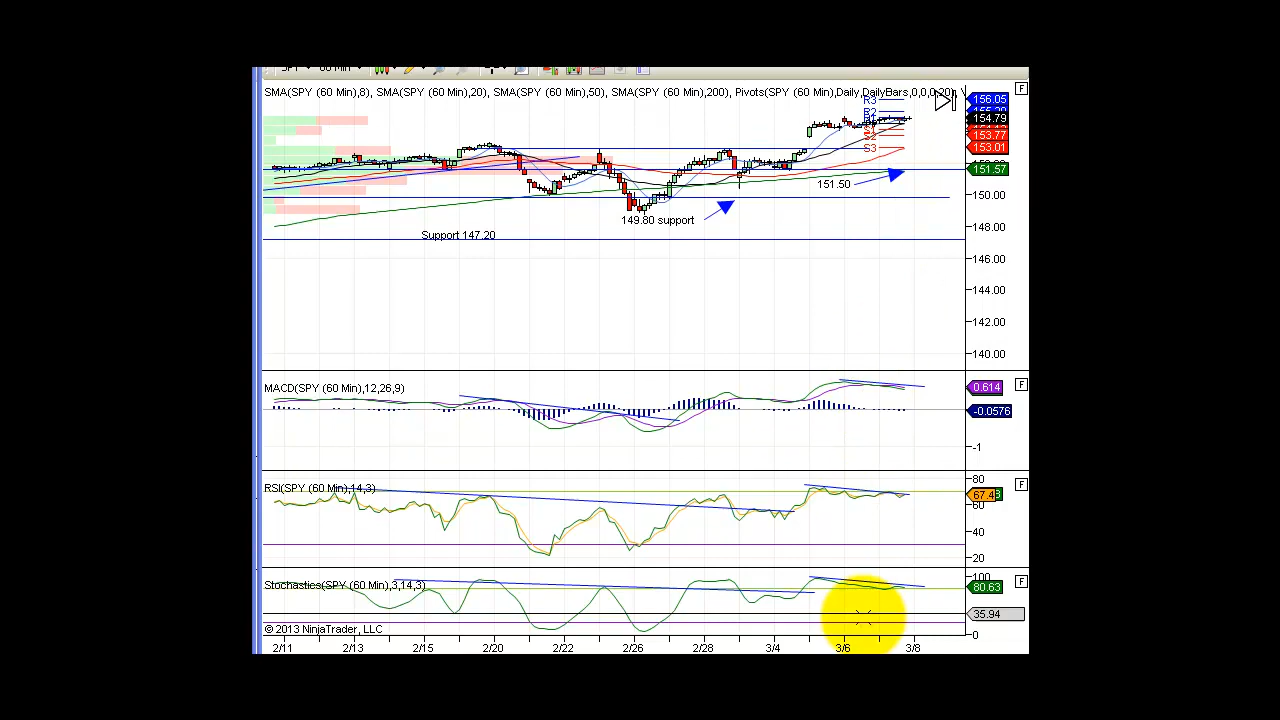 SPY 60 Min
SMA(SPY (60 Min),8), SMA(SPY (60 Min),20), SMA(SPY (60 Min),50), SMA(SPY (60 Min),200), Pivots(SPY (60 Min),Daily,DailyBars,0,0,0,20), V
F
R3
R2
S3
156.05
154.79
153.77
153.01
151.57
150.00
148.00
146.00
144.00
142.00
140.00
151.50
149.80 support
Support 147.20
MACD(SPY (60 Min),12,26,9)
F
0.614
-0.0576
-1
RSI(SPY (60 Min),14,3)
F
80
67.4
60
40
20
Stochastics(SPY (60 Min),3,14,3)
F
100
80.63
35.94
0
© 2013 NinjaTrader, LLC
2/11 2/13 2/15 2/20 2/22 2/26 2/28 3/4 3/6 3/8